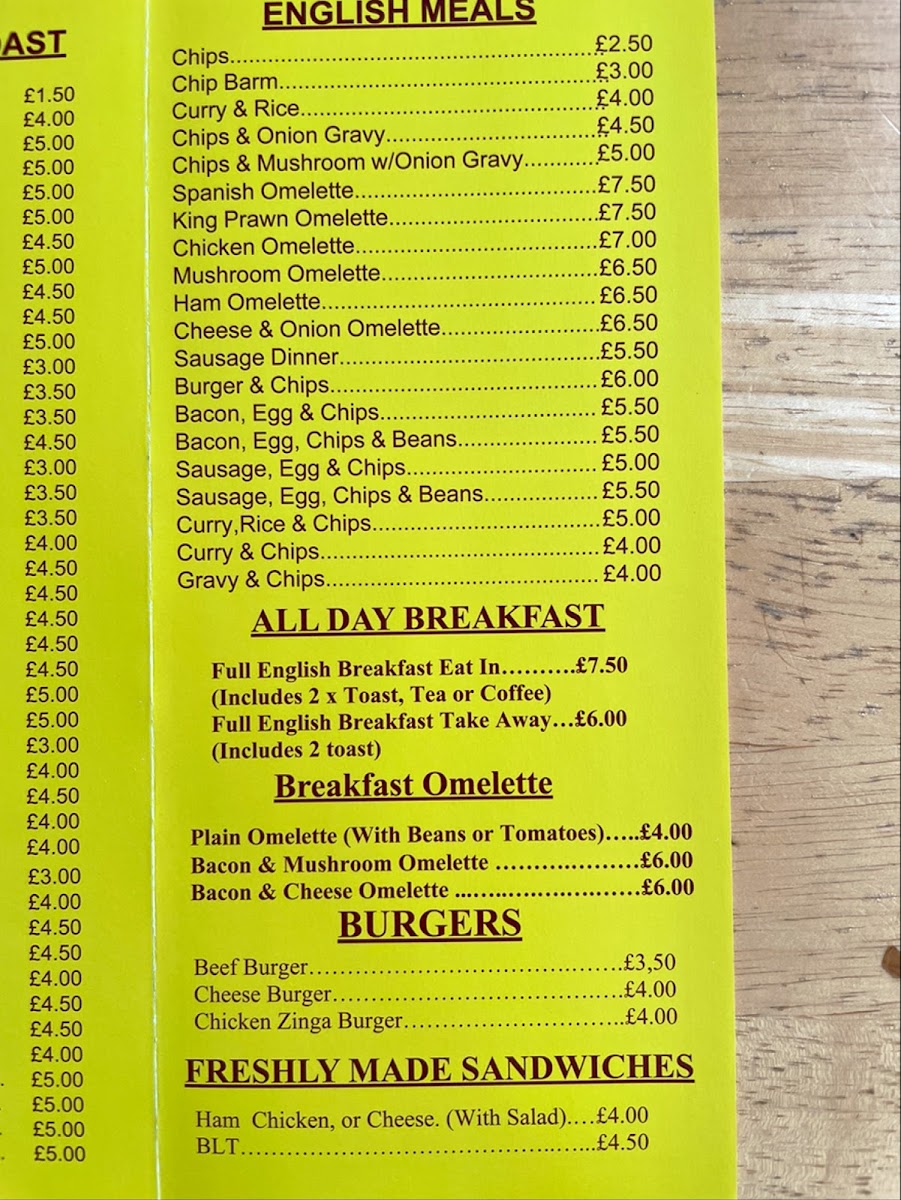 OAST
£1.50
£4.00
£5.00
£5.00
£5.00
£5.00
£4.50
£5.00
£4.50
£4.50
£5.00
£3.00
£3.50
£3.50
£4.50
£3.00
£3.50
£3.50
£4.00
£4.50
£4.50
£4.50
£4.50
£4.50
£5.00
£5.00
£3.00
£4.00
£4.50
£4.00
£4.00
£3.00
£4.00
£4.50
£4.50
£4.00
£4.50
£4.50
£4.00
£5.00
£5.00
£5.00
£5.00
ENGLISH MEALS
Chips..........£2.50
Chip Barm..........£3.00
Curry & Rice..........£4.00
Chips & Onion Gravy..........£4.50
Chips & Mushroom w/Onion Gravy..........£5.00
Spanish Omelette..........£7.50
King Prawn Omelette..........£7.50
Chicken Omelette..........£7.00
Mushroom Omelette..........£6.50
Ham Omelette..........£6.50
Cheese & Onion Omelette..........£6.50
Sausage Dinner..........£5.50
Burger & Chips..........£6.00
Bacon, Egg & Chips..........£5.50
Bacon, Egg, Chips & Beans..........£5.50
Sausage, Egg & Chips..........£5.00
Sausage, Egg, Chips & Beans..........£5.50
Curry,Rice & Chips..........£5.00
Curry & Chips..........£4.00
Gravy & Chips..........£4.00
ALL DAY BREAKFAST
Full English Breakfast Eat In..........£7.50
(Includes 2 x Toast, Tea or Coffee)
Full English Breakfast Take Away...£6.00
(Includes 2 toast)
Breakfast Omelette
Plain Omelette (With Beans or Tomatoes).....£4.00
Bacon & Mushroom Omelette ..........£6.00
Bacon & Cheese Omelette ..........£6.00
BURGERS
Beef Burger..........£3,50
Cheese Burger..........£4.00
Chicken Zinga Burger..........£4.00
FRESHLY MADE SANDWICHES
Ham Chicken, or Cheese. (With Salad)....£4.00
BLT..........£4.50